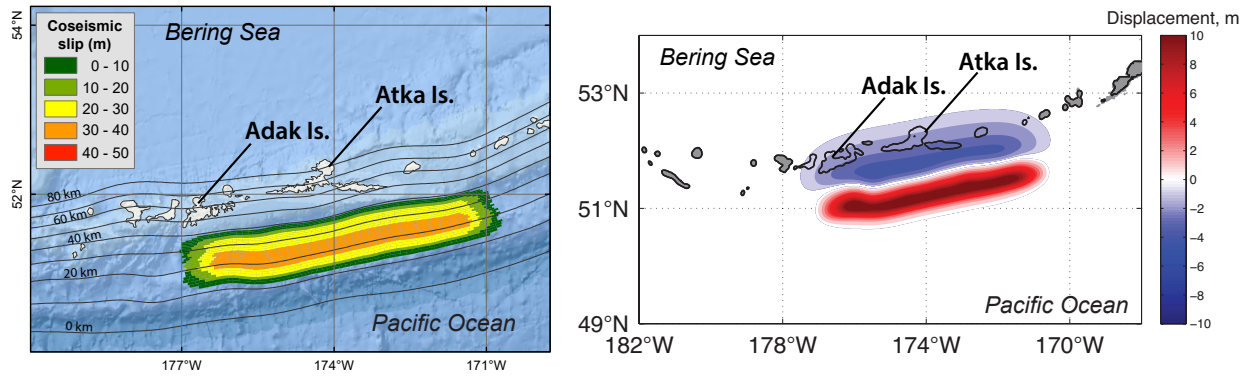 54°N
Coseismic
slip (m)
0 - 10
10 - 20
20 - 30
30 - 40
40 - 50
Bering Sea
Atka Is.
Adak Is.
52°N
80 km
60 km
40 km
20 km
0 km
Pacific Ocean
177°W
174°W
171°W
Displacement, m
Bering Sea
Atka Is.
Adak Is.
53°N
51°N
49°N
Pacific Ocean
182°W
178°W
174°W
170°W
10
8
6
4
2
0
−2
−4
−6
−8
−10